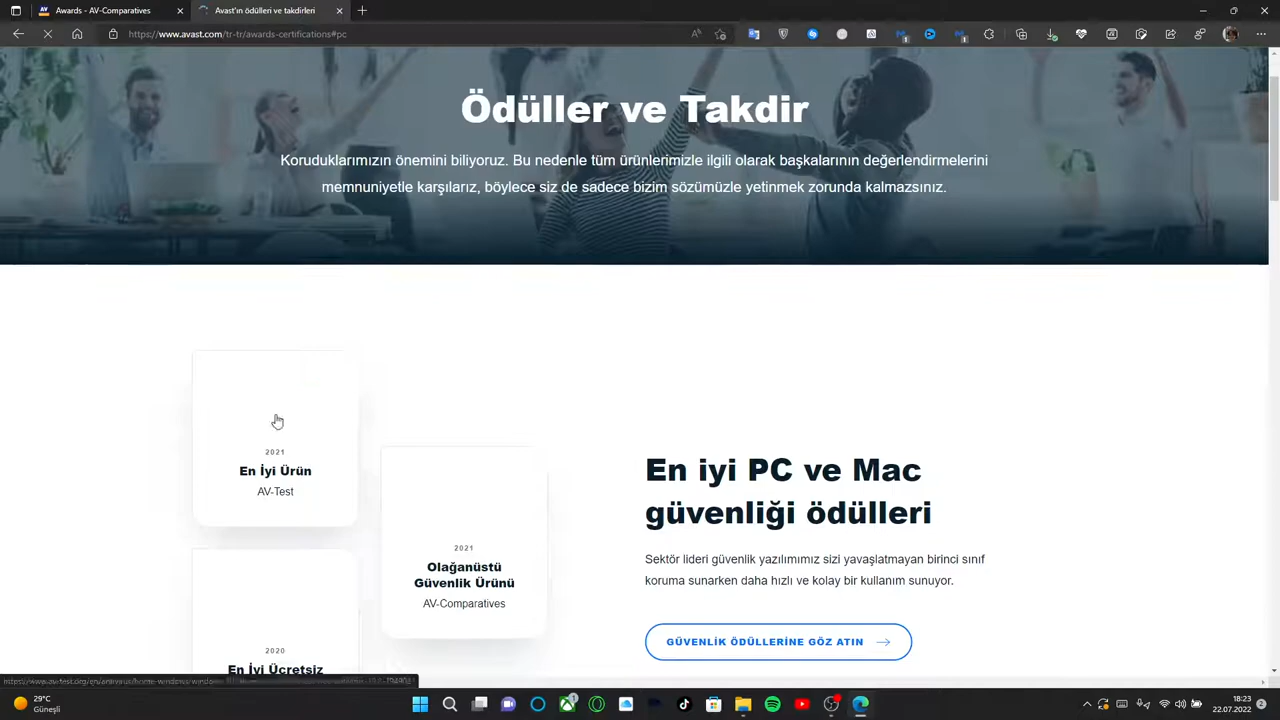 Awards - AV-Comparatives
Avast'ın ödülleri ve takdirleri
https://www.avast.com/tr-tr/awards-certifications#pc
Ödüller ve Takdir
Koruduklarımızın önemini biliyoruz. Bu nedenle tüm ürünlerimizle ilgili olarak başkalarının değerlendirmelerini
memnuniyetle karşılarız, böylece siz de sadece bizim sözümüzle yetinmek zorunda kalmazsınız.
2021
En İyi Ürün
AV-Test
2021
Olağanüstü
Güvenlik Ürünü
AV-Comparatives
2020
En İyi Ücretsiz
En iyi PC ve Mac
güvenliği ödülleri
Sektör lideri güvenlik yazılımımız sizi yavaşlatmayan birinci sınıf
koruma sunarken daha hızlı ve kolay bir kullanım sunuyor.
GÜVENLİK ÖDÜLLERİNE GÖZ ATIN
29°C
Güneşli
18:23
22.07.2022